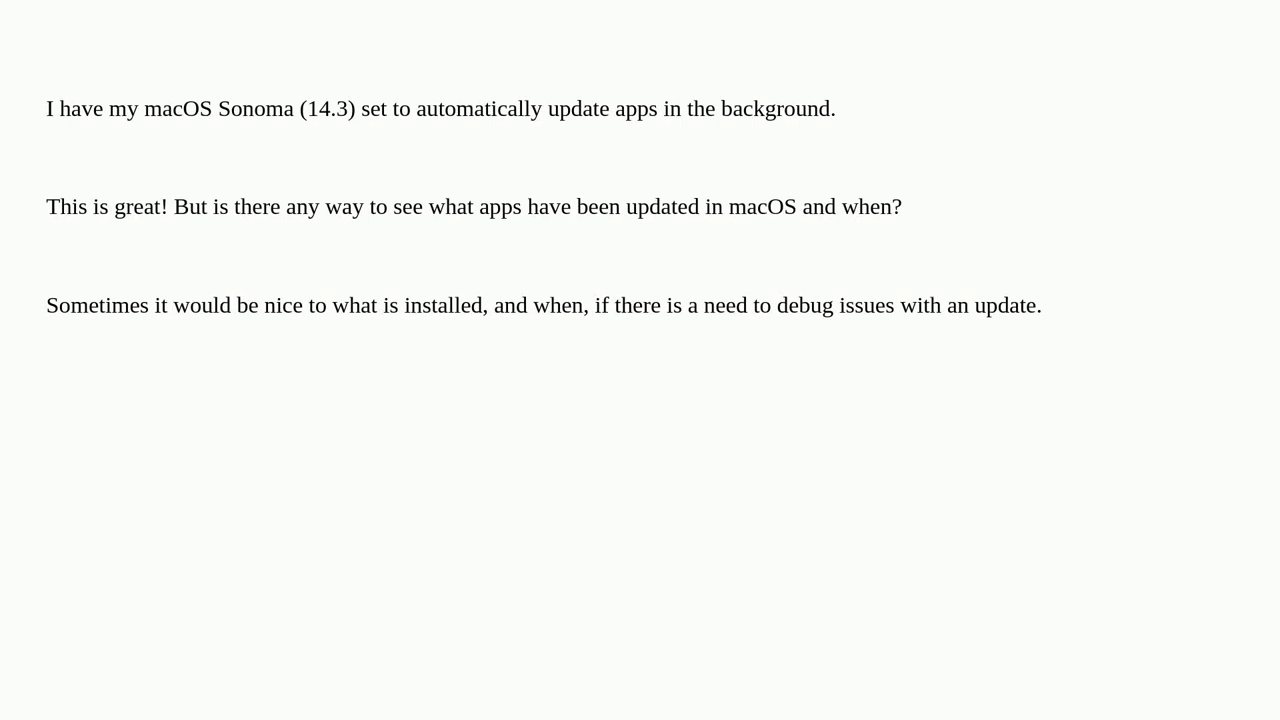 I have my macOS Sonoma (14.3) set to automatically update apps in the background.
This is great! But is there any way to see what apps have been updated in macOS and when?
Sometimes it would be nice to what is installed, and when, if there is a need to debug issues with an update.